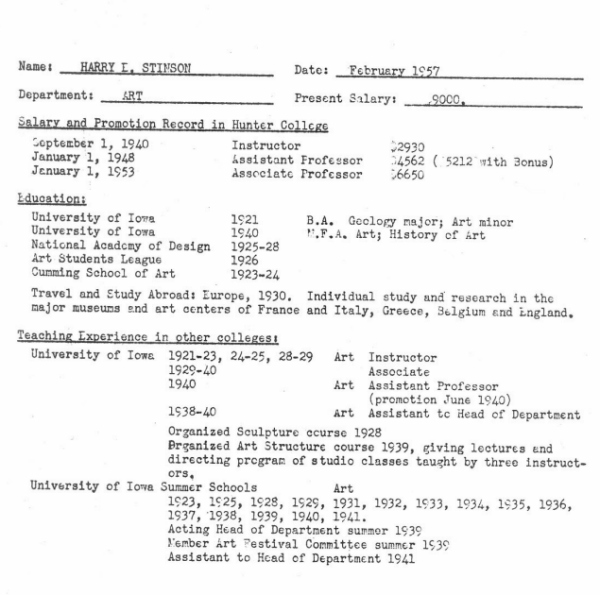 Name: HARRY E. STINSON Date: February 1957
Department: ART Present Salary: $9000.
Salary and Promotion Record in Hunter College
September 1, 1940 Instructor $2930
January 1, 1948 Assistant Professor $4562 ( 5212 with Bonus)
January 1, 1953 Associate Professor $6650
Education:
University of Iowa 1921 B.A. Geology major; Art minor
University of Iowa 1940 M.F.A. Art; History of Art
National Academy of Design 1925-28
Art Students League 1926
Cumming School of Art 1923-24
Travel and Study Abroad: Europe, 1930. Individual study and research in the
major museums and art centers of France and Italy, Greece, Belgium and England.
Teaching Experience in other colleges:
University of Iowa 1921-23, 24-25, 28-29 Art Instructor
1929-40 Associate
1940 Art Assistant Professor
(promotion June 1940)
1938-40 Art Assistant to Head of Department
Organized Sculpture course 1928
Organized Art Structure course 1939, giving lectures and
directing program of studio classes taught by three instruct-
ors.
University of Iowa Summer Schools Art
1923, 1925, 1928, 1929, 1931, 1932, 1933, 1934, 1935, 1936,
1937, 1938, 1939, 1940, 1941.
Acting Head of Department summer 1939
Member Art Festival Committee summer 1939
Assistant to Head of Department 1941